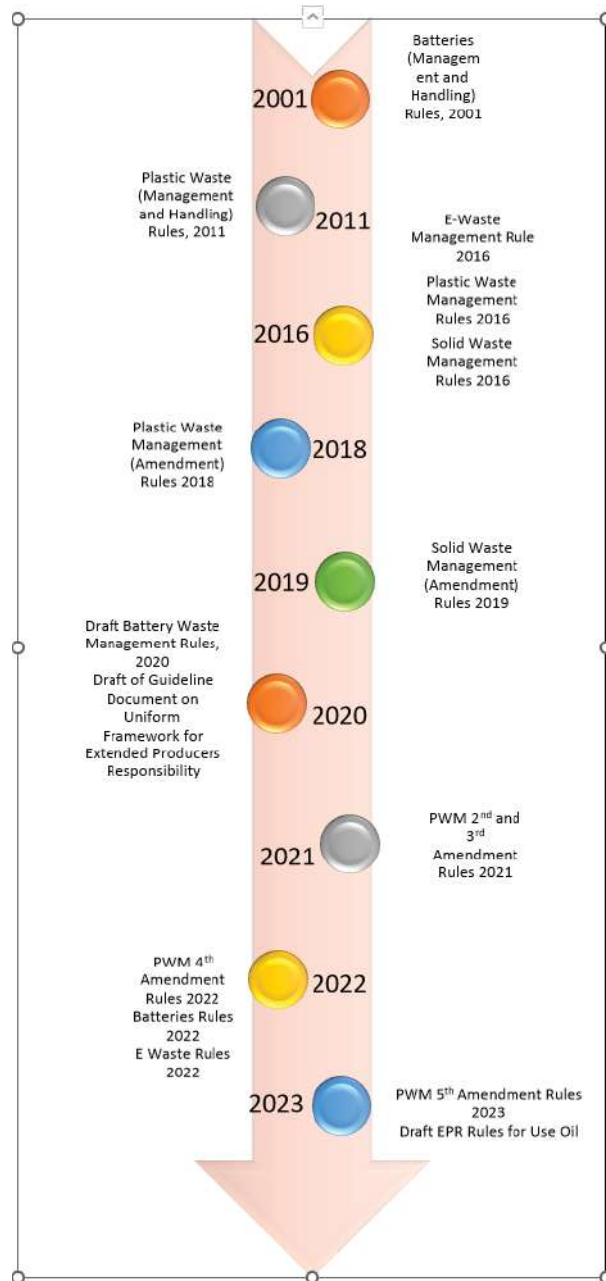 Batteries
(Managem
ent and
Handling)
Rules, 2001
2001
Plastic Waste
(Management
and Handling)
Rules, 2011
2011
E-Waste
Management Rule
2016
Plastic Waste
Management
Rules 2016
Solid Waste
Management
Rules 2016
2016
Plastic Waste
Management
(Amendment)
Rules 2018
2018
Solid Waste
Management
(Amendment)
Rules 2019
2019
Draft Battery Waste
Management Rules,
2020
Draft of Guideline
Document on
Uniform
Framework for
Extended Producers
Responsibility
2020
PWM 2nd and
3rd
Amendment
Rules 2021
2021
PWM 4th
Amendment
Rules 2022
Batteries Rules
2022
E Waste Rules
2022
2022
2023
PWM 5th Amendment Rules
2023
Draft EPR Rules for Use Oil